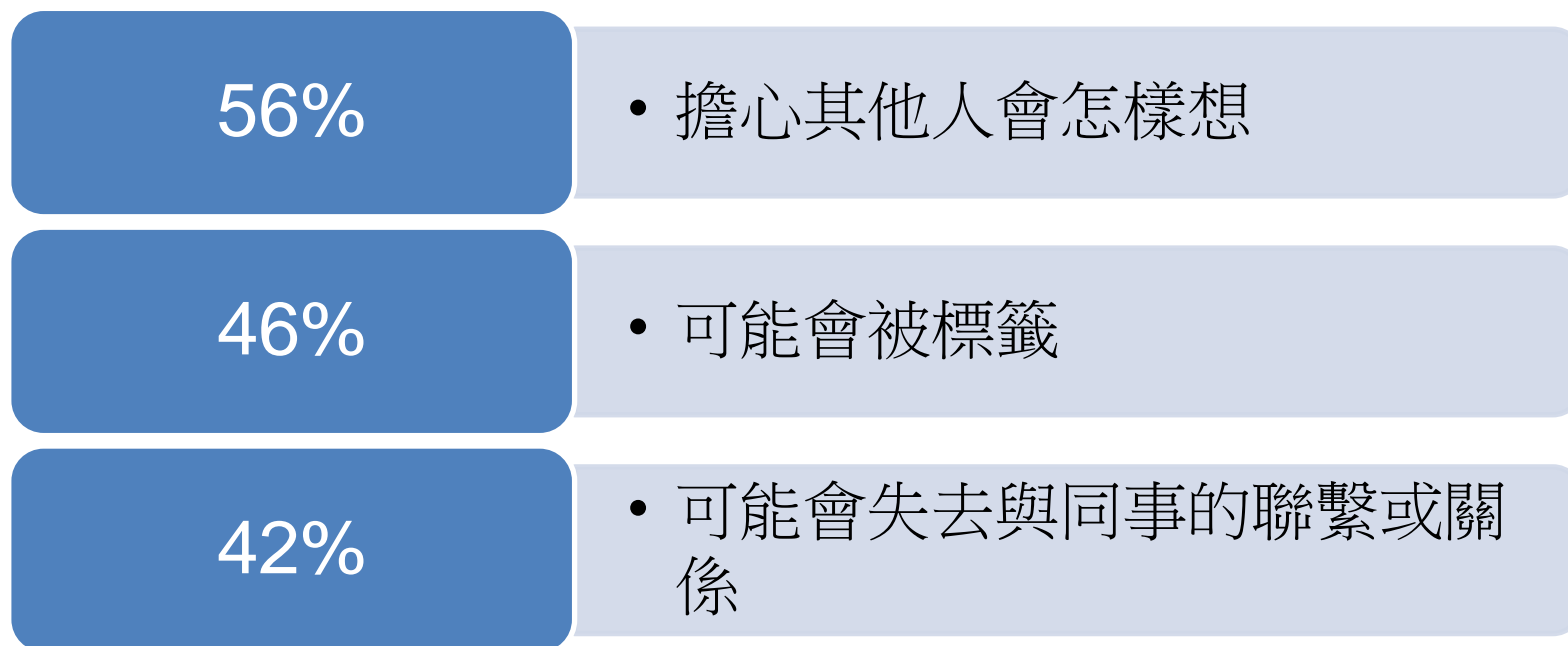 56%
• 擔心其他人會怎樣想
46%
• 可能會被標籤
42%
• 可能會失去與同事的聯繫或關
係